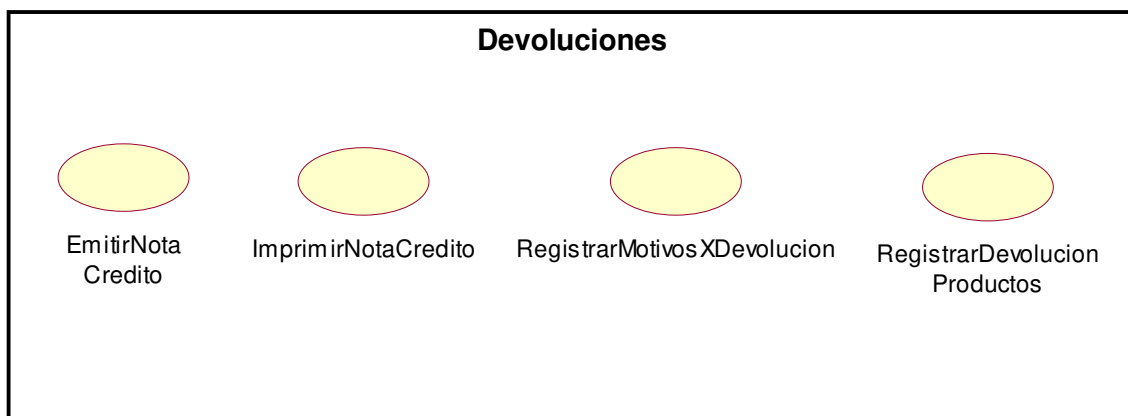 Devoluciones
EmitirNota
Credito
ImprimirNotaCredito
RegistrarMotivosXDevolucion
RegistrarDevolucion
Productos